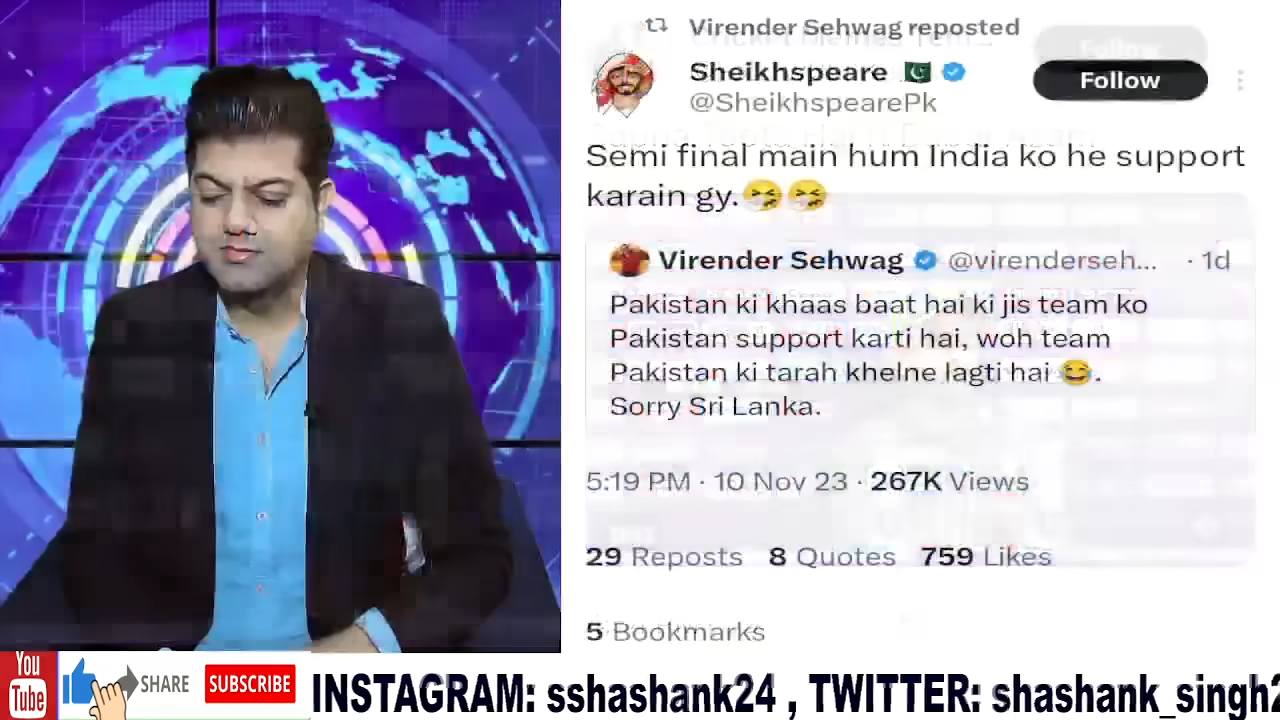 Virender Sehwag reposted
Sheikhspeare
Follow
@SheikhspearePk
Semi final main hum India ko he support
karain gy.
Virender Sehwag @virenderseh... · 1d
Pakistan ki khaas baat hai ki jis team ko
Pakistan support karti hai, woh team
Pakistan ki tarah khelne lagti hai 😂.
Sorry Sri Lanka.
5:19 PM · 10 Nov 23 · 267K Views
29 Reposts 8 Quotes 759 Likes
5 Bookmarks
You
Tube
SHARE
SUBSCRIBE
INSTAGRAM: sshashank24 , TWITTER: shashank_singh2